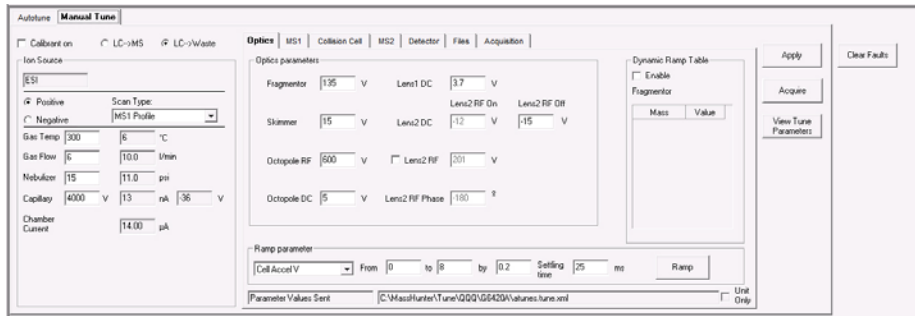 Autotune Manual Tune
Calibrant on LC->MS LC->Waste
Ion Source
ESI
Positive Scan Type:
Negative MS1 Profile
Gas Temp 300 6 °C
Gas Flow 6 10.0 l/min
Nebulizer 15 11.0 psi
Capillary 4000 V 13 nA -36 V
Chamber
Current 14.00 µA
Optics MS1 Collision Cell MS2 Detector Files Acquisition
Optics parameters
Fragmentor 135 V Lens1 DC 3.7 V
Lens2 RF On Lens2 RF Off
Skimmer 15 V Lens2 DC -12 V -15 V
Octopole RF 600 V Lens2 RF 201 V
Octopole DC 5 V Lens2 RF Phase -180 º
Dynamic Ramp Table
Enable
Fragmentor
Mass Value
Ramp parameter
Cell Accel V From 0 to 8 by 0.2 Settling
time 25 ms Ramp
Parameter Values Sent C:\MassHunter\Tune\QQQ\G6420A\atunes.tune.xml Unit
Only
Apply
Acquire
View Tune
Parameters
Clear Faults